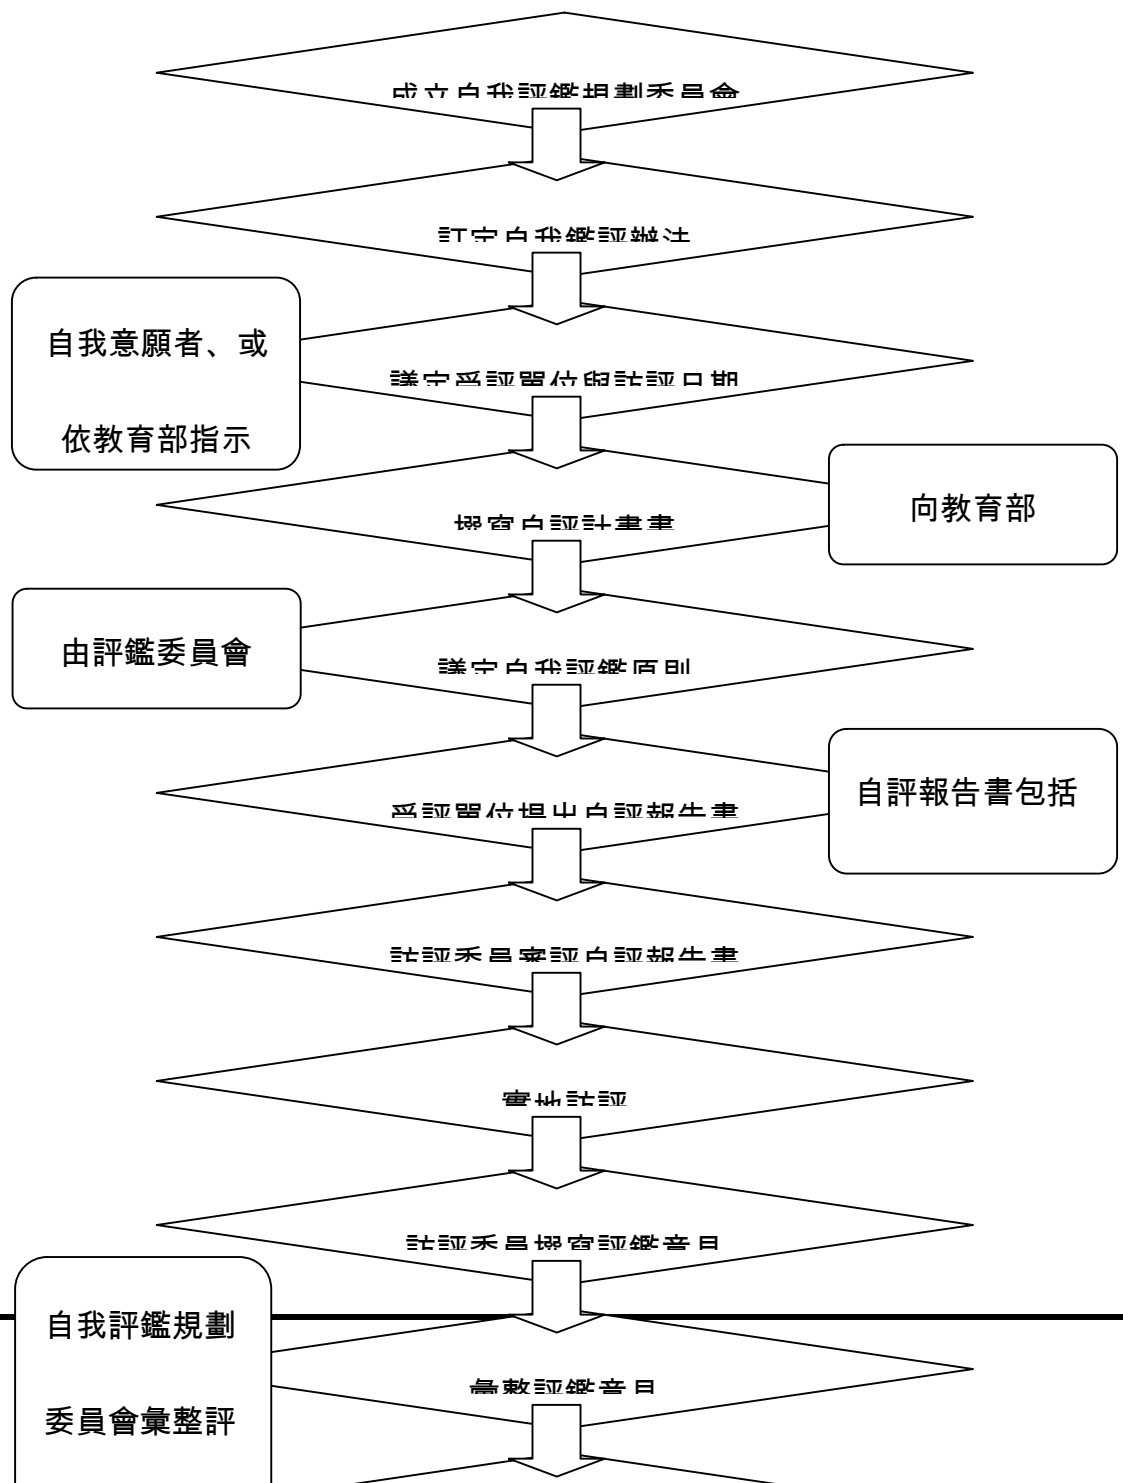 成立自我評鑑規劃委員會
訂定自我鑑評辦法
自我意願者、或
依教育部指示
議定受評單位與訪評日期
撰寫自評計畫書
向教育部
由評鑑委員會
議定自我評鑑原則
受評單位提出自評報告書
自評報告書包括
訪評委員審評自評報告書
實地訪評
訪評委員撰寫評鑑意見
自我評鑑規劃
委員會彙整評
彙整評鑑意見